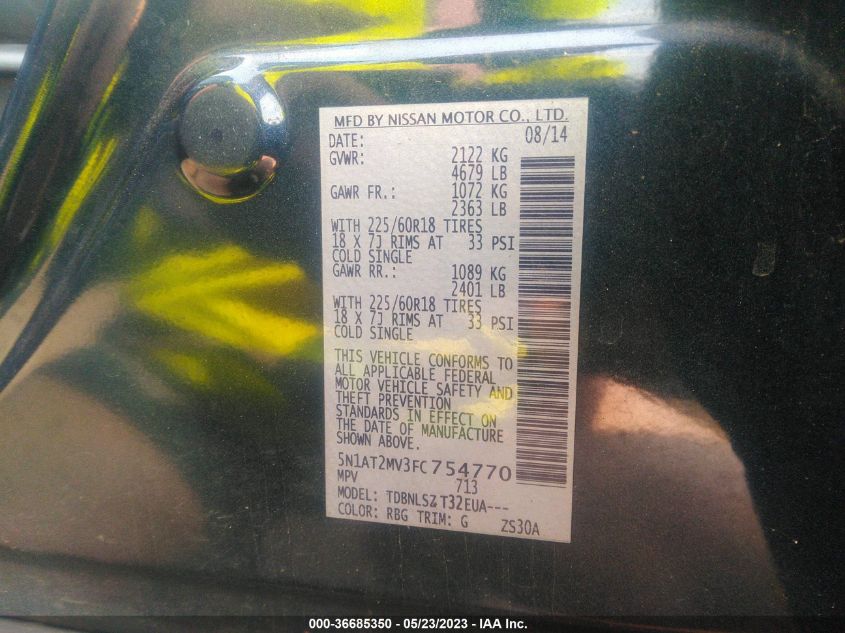 MFD BY NISSAN MOTOR CO., LTD.
DATE: 08/14
GVWR: 2122 KG
4679 LB
GAWR FR.: 1072 KG
2363 LB
WITH 225/60R18 TIRES
18 X 7J RIMS AT 33 PSI
COLD SINGLE
GAWR RR.: 1089 KG
2401 LB
WITH 225/60R18 TIRES
18 X 7J RIMS AT 33 PSI
COLD SINGLE
THIS VEHICLE CONFORMS TO
ALL APPLICABLE FEDERAL
MOTOR VEHICLE SAFETY AND
THEFT PREVENTION
STANDARDS IN EFFECT ON
THE DATE OF MANUFACTURE
SHOWN ABOVE.
5N1AT2MV3FC754770
MPV 713
MODEL: TDBNLSZ T32EUA---
COLOR: RBG TRIM: G ZS30A
000-36685350 / 05/23/2023 - IAA Inc.